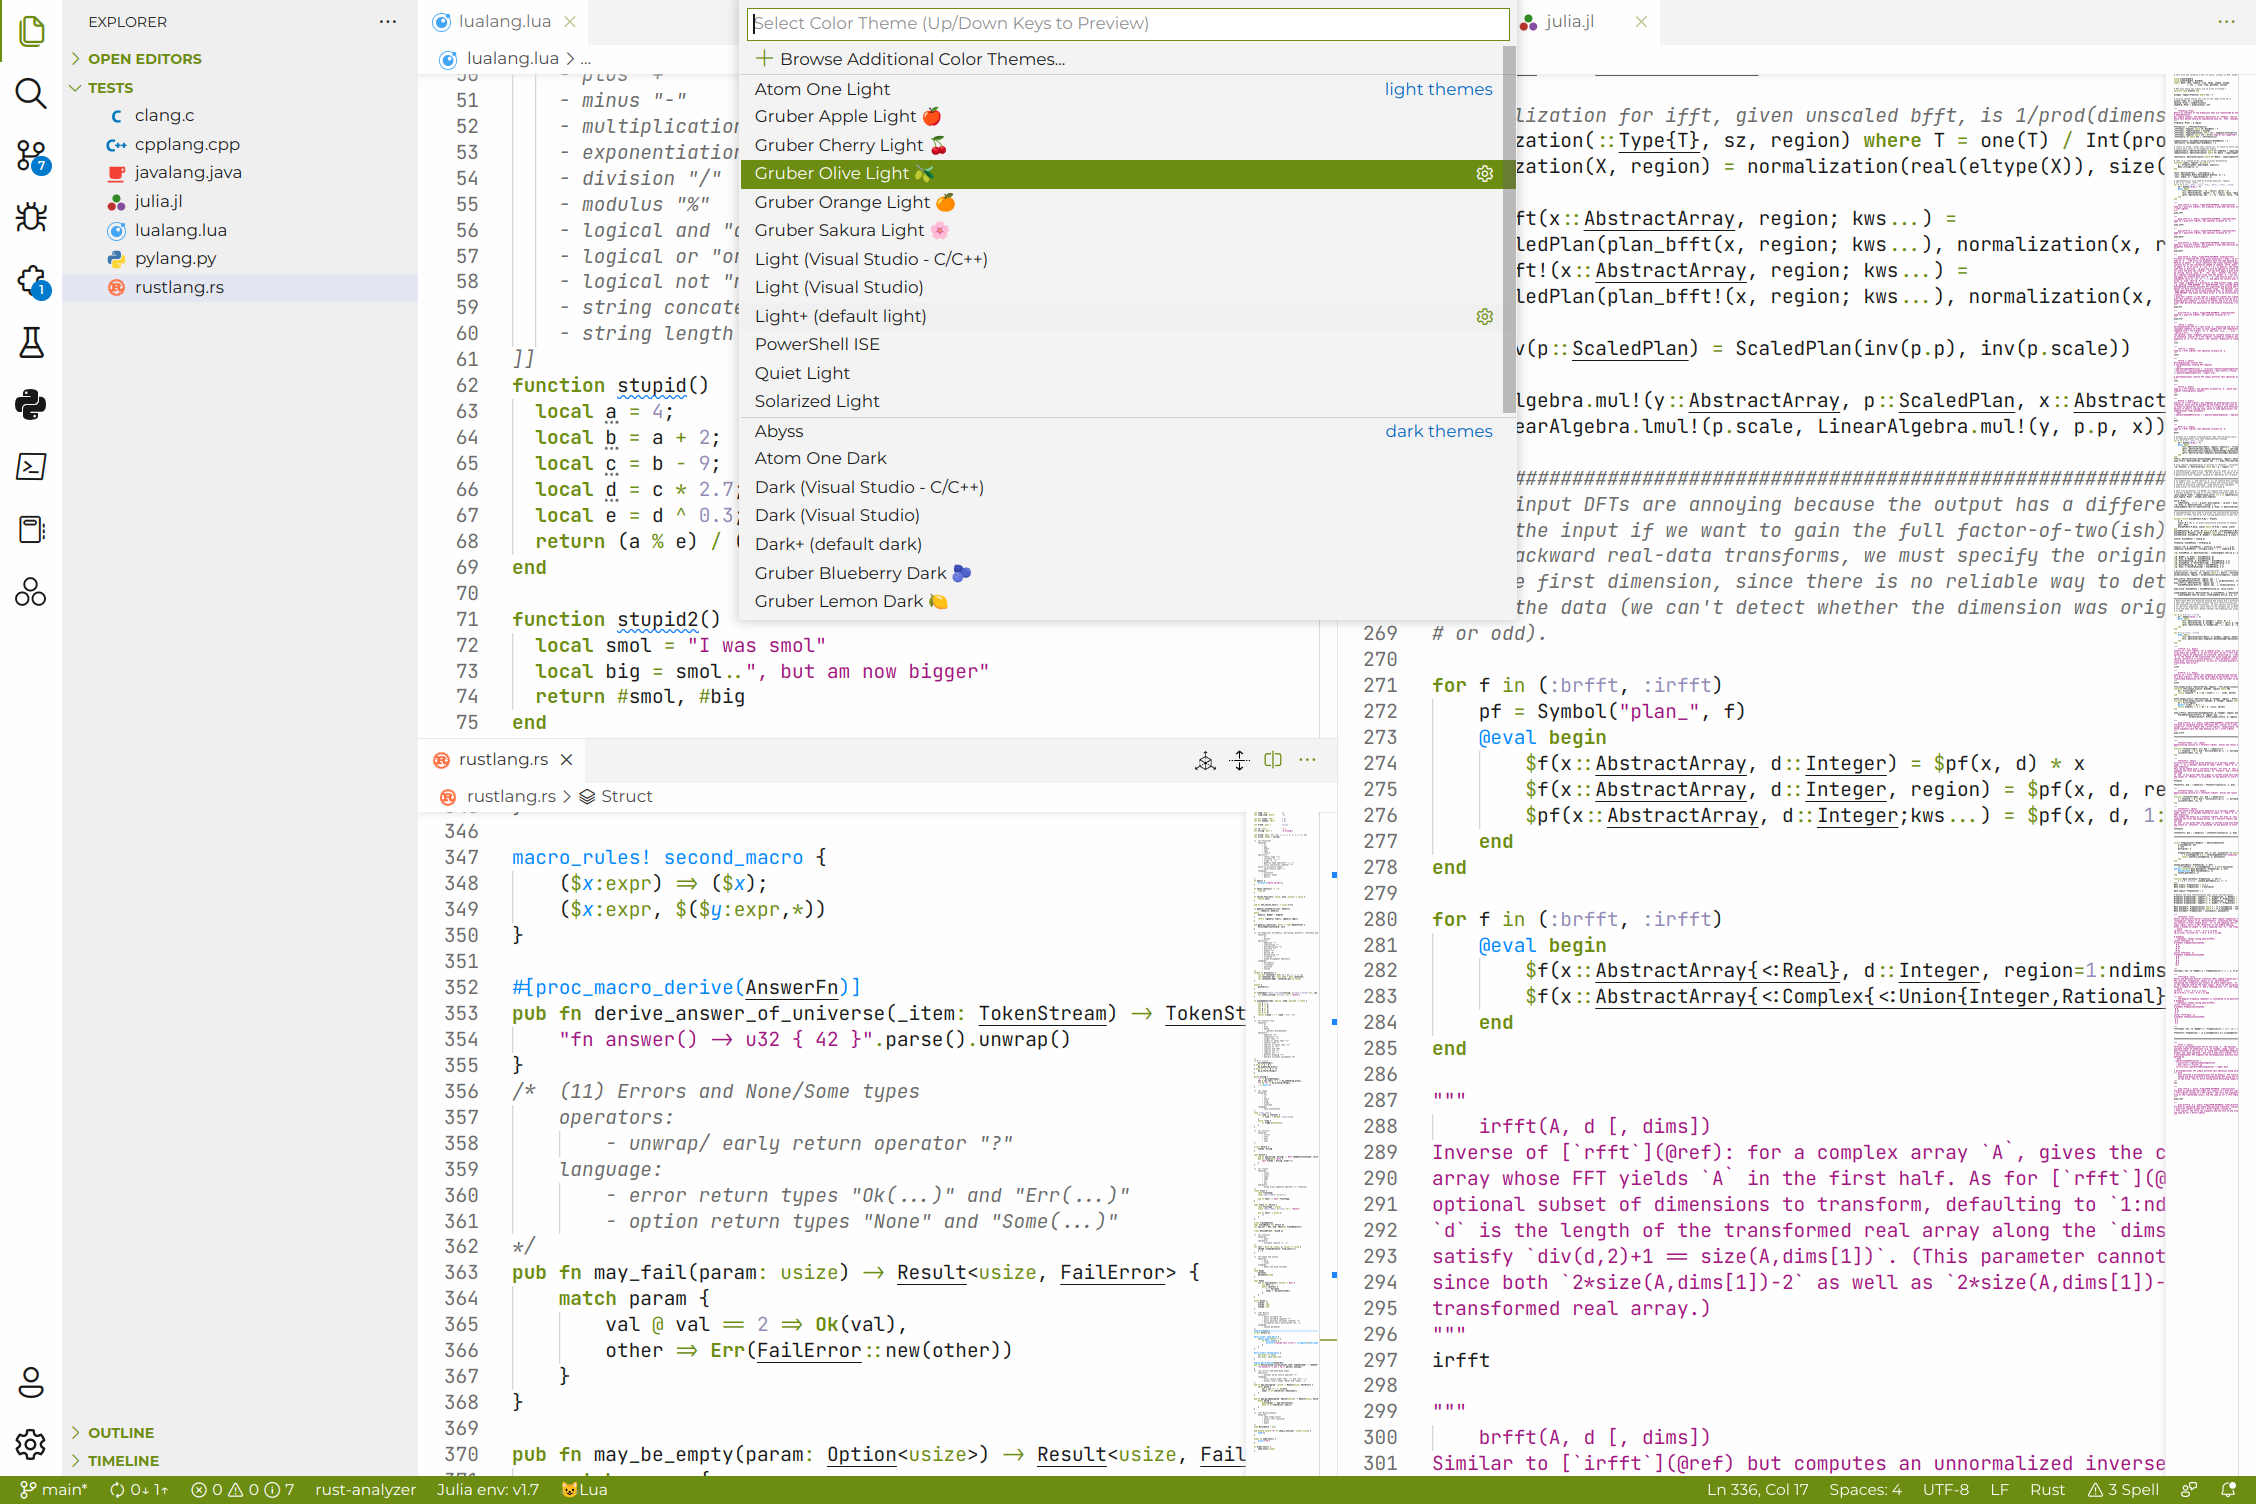 EXPLORER
OPEN EDITORS
TESTS
clang.c
cpplang.cpp
javalang.java
julia.jl
lualang.lua
pylang.py
rustlang.rs
OUTLINE
TIMELINE
7
1
lualang.lua
lualang.lua > ...
51 - minus "-"
52 - multiplication
53 - exponentiation
54 - division "/"
55 - modulus "%"
56 - logical and "a
57 - logical or "or
58 - logical not "n
59 - string concate
60 - string length
61 ]]
62 function stupid()
63 local a = 4;
64 local b = a + 2;
65 local c = b - 9;
66 local d = c * 2.7;
67 local e = d ^ 0.3;
68 return (a % e) / (
69 end
70
71 function stupid2()
72 local smol = "I was smol"
73 local big = smol..", but am now bigger"
74 return #smol, #big
75 end
Select Color Theme (Up/Down Keys to Preview)
Browse Additional Color Themes...
Atom One Light light themes
Gruber Apple Light 🍎
Gruber Cherry Light 🍒
Gruber Olive Light 🫒
Gruber Orange Light 🍊
Gruber Sakura Light 🌸
Light (Visual Studio - C/C++)
Light (Visual Studio)
Light+ (default light)
PowerShell ISE
Quiet Light
Solarized Light
Abyss dark themes
Atom One Dark
Dark (Visual Studio - C/C++)
Dark (Visual Studio)
Dark+ (default dark)
Gruber Blueberry Dark 🫐
Gruber Lemon Dark 🍋
rustlang.rs
rustlang.rs > Struct
346
347 macro_rules! second_macro {
348 ($x:expr) => ($x);
349 ($x:expr, $($y:expr,*))
350 }
351
352 #[proc_macro_derive(AnswerFn)]
353 pub fn derive_answer_of_universe(_item: TokenStream) -> TokenSt
354 "fn answer() -> u32 { 42 }".parse().unwrap()
355 }
356 /* (11) Errors and None/Some types
357 operators:
358 - unwrap/ early return operator "?"
359 language:
360 - error return types "Ok(...)" and "Err(...)"
361 - option return types "None" and "Some(...)"
362 */
363 pub fn may_fail(param: usize) -> Result<usize, FailError> {
364 match param {
365 val @ val == 2 => Ok(val),
366 other => Err(FailError::new(other))
367 }
368 }
369
370 pub fn may_be_empty(param: Option<usize>) -> Result<usize, Fail
julia.jl
lization for ifft, given unscaled bfft, is 1/prod(dimens
zation(::Type{T}, sz, region) where T = one(T) / Int(pro
zation(X, region) = normalization(real(eltype(X)), size(
ft(x::AbstractArray, region; kws...) =
ledPlan(plan_bfft(x, region; kws...), normalization(x, r
ft!(x::AbstractArray, region; kws...) =
ledPlan(plan_bfft!(x, region; kws...), normalization(x,
v(p::ScaledPlan) = ScaledPlan(inv(p.p), inv(p.scale))
lgebra.mul!(y::AbstractArray, p::ScaledPlan, x::Abstract
earAlgebra.lmul!(p.scale, LinearAlgebra.mul!(y, p.p, x))
########################################################
input DFTs are annoying because the output has a differe
the input if we want to gain the full factor-of-two(ish)
ackward real-data transforms, we must specify the origin
e first dimension, since there is no reliable way to det
the data (we can't detect whether the dimension was orig
269 # or odd).
270
271 for f in (:brfft, :irfft)
272 pf = Symbol("plan_", f)
273 @eval begin
274 $f(x::AbstractArray, d::Integer) = $pf(x, d) * x
275 $f(x::AbstractArray, d::Integer, region) = $pf(x, d, re
276 $pf(x::AbstractArray, d::Integer;kws...) = $pf(x, d, 1:
277 end
278 end
279
280 for f in (:brfft, :irfft)
281 @eval begin
282 $f(x::AbstractArray{<:Real}, d::Integer, region=1:ndims
283 $f(x::AbstractArray{<:Complex{<:Union{Integer,Rational}
284 end
285 end
286
287 """
288 irfft(A, d [, dims])
289 Inverse of [`rfft`](@ref): for a complex array `A`, gives the c
290 array whose FFT yields `A` in the first half. As for [`rfft`](@
291 optional subset of dimensions to transform, defaulting to `1:nd
292 `d` is the length of the transformed real array along the `dims
293 satisfy `div(d,2)+1 == size(A,dims[1])`. (This parameter cannot
294 since both `2*size(A,dims[1])-2` as well as `2*size(A,dims[1])-
295 transformed real array.)
296 """
297 irfft
298
299 """
300 brfft(A, d [, dims])
301 Similar to [`irfft`](@ref) but computes an unnormalized inverse
main* 0↓ 1↑ 0 0 7 rust-analyzer Julia env: v1.7 😺Lua Ln 336, Col 17 Spaces: 4 UTF-8 LF Rust 3 Spell